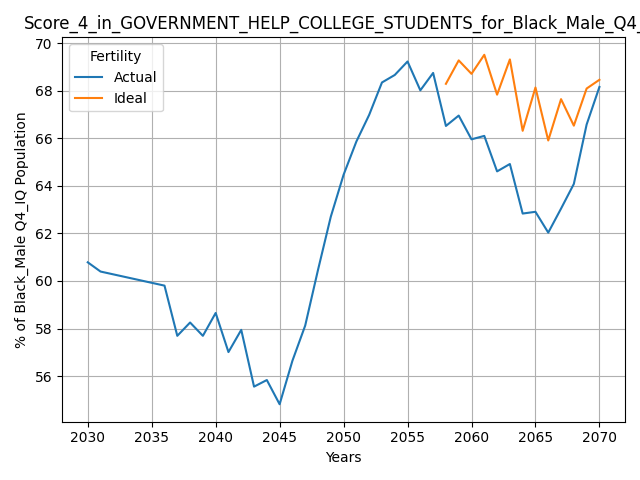 Score_4_in_GOVERNMENT_HELP_COLLEGE_STUDENTS_for_Black_Male_Q4_
Fertility
Actual
Ideal
% of Black_Male Q4_IQ Population
70
68
66
64
62
60
58
56
2030 2035 2040 2045 2050 2055 2060 2065 2070
Years